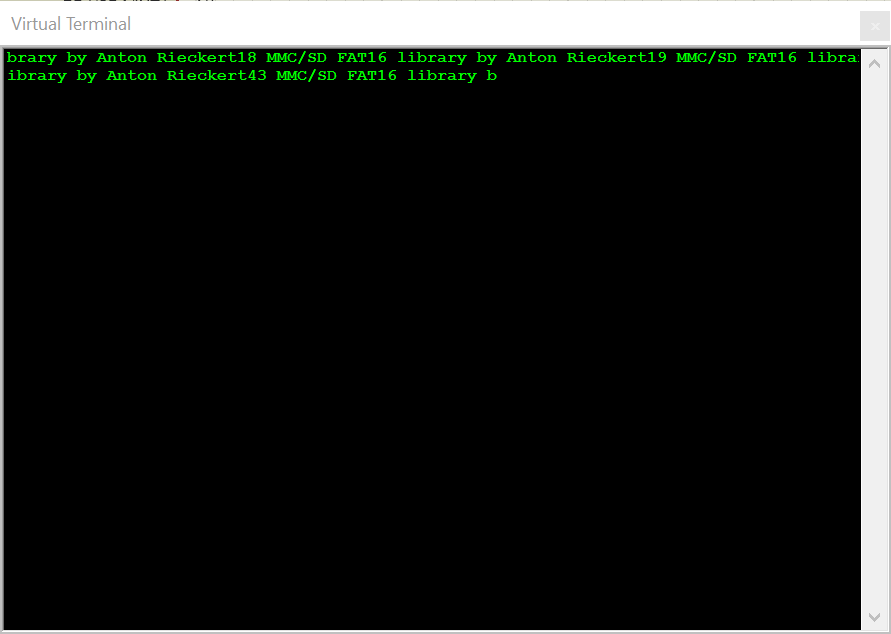 Virtual Terminal
brary by Anton Rieckert18 MMC/SD FAT16 library by Anton Rieckert19 MMC/SD FAT16 libra
ibrary by Anton Rieckert43 MMC/SD FAT16 library b